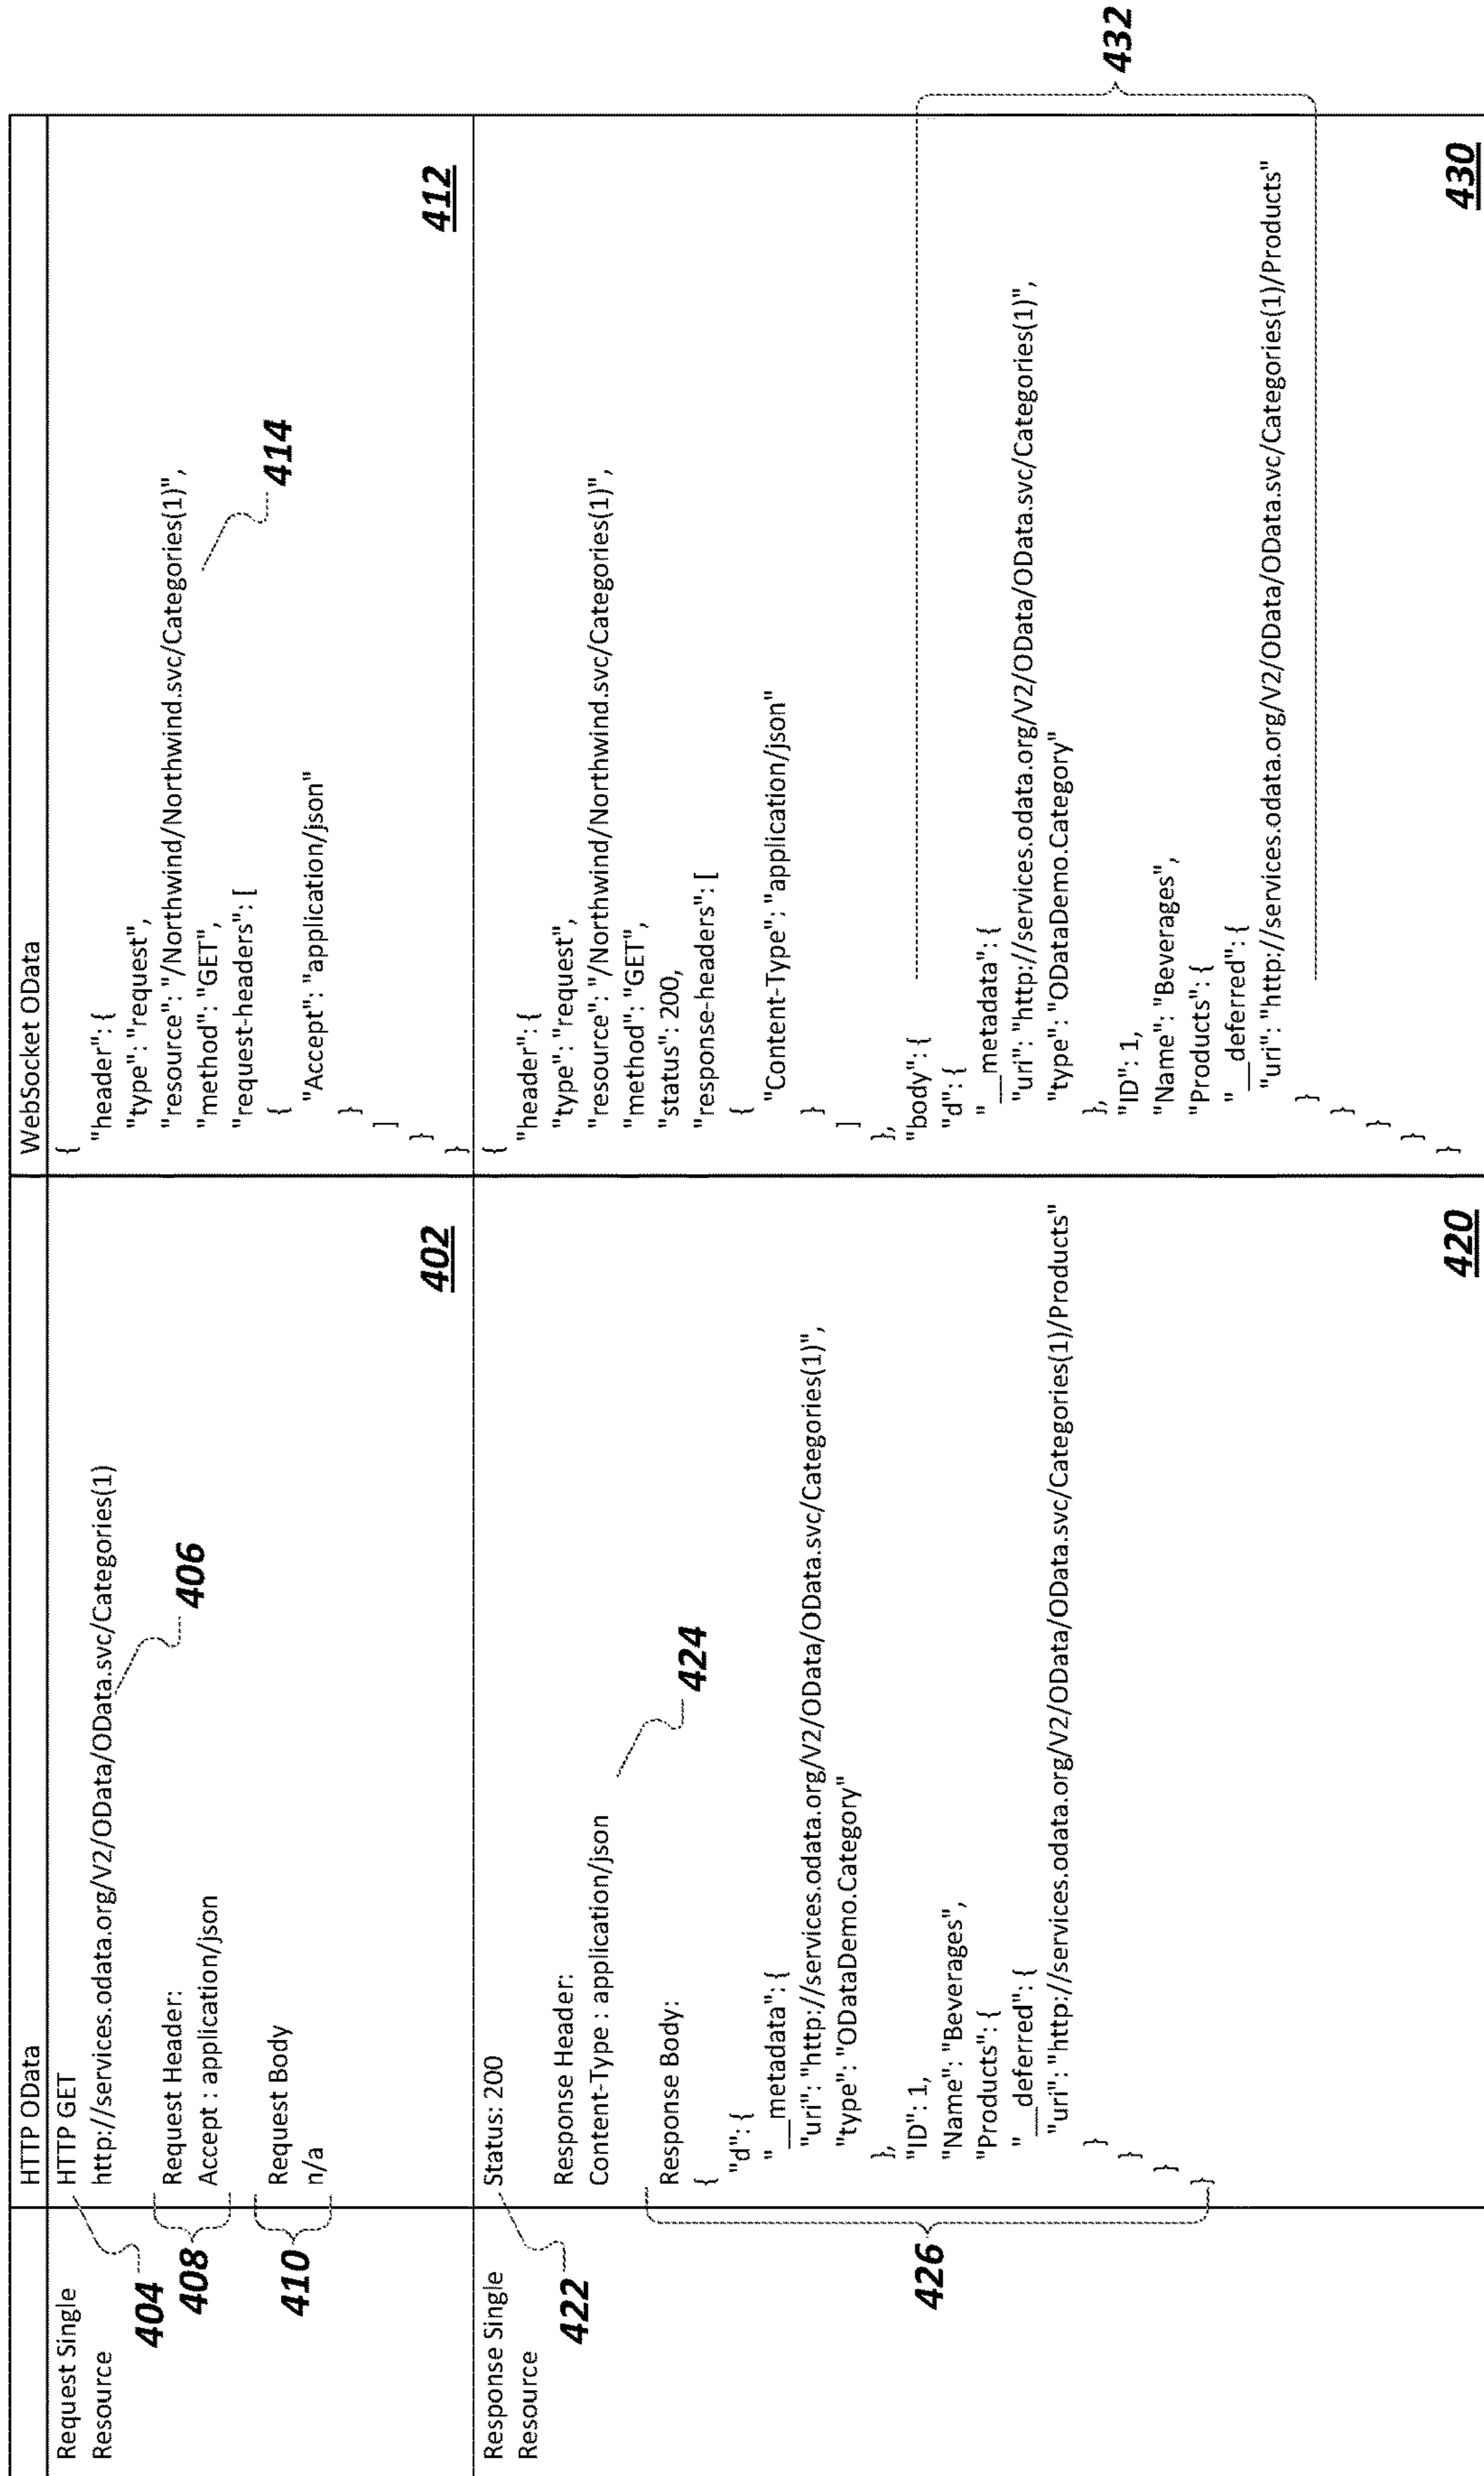 HTTP OData
WebSocket OData
Request Single
Resource
404
408
410
HTTP GET
http://services.odata.org/V2/OData/OData.svc/Categories(1)
406
Request Header:
Accept : application/json
Request Body
n/a
402
{
"header": {
"type": "request",
"resource": "/Northwind/Northwind.svc/Categories(1)",
"method": "GET",
414
"request-headers": [
{
"Accept": "application/json"
}
]
}
}
412
Response Single
Resource
422
426
Status: 200
Response Header:
Content-Type : application/json
424
Response Body:
{
"d": {
"__metadata": {
"uri": "http://services.odata.org/V2/OData/OData.svc/Categories(1)",
"type": "ODataDemo.Category"
},
"ID": 1,
"Name": "Beverages",
"Products": {
"__deferred": {
"uri": "http://services.odata.org/V2/OData/OData.svc/Categories(1)/Products"
}
}
}
}
420
{
"header": {
"type": "request",
"resource": "/Northwind/Northwind.svc/Categories(1)",
"method": "GET",
"status": 200,
"response-headers": [
{
"Content-Type": "application/json"
}
]
},
"body": {
"d": {
"__metadata": {
"uri": "http://services.odata.org/V2/OData/OData.svc/Categories(1)",
"type": "ODataDemo.Category"
},
"ID": 1,
"Name": "Beverages",
"Products": {
"__deferred": {
"uri": "http://services.odata.org/V2/OData/OData.svc/Categories(1)/Products"
}
}
}
}
}
432
430